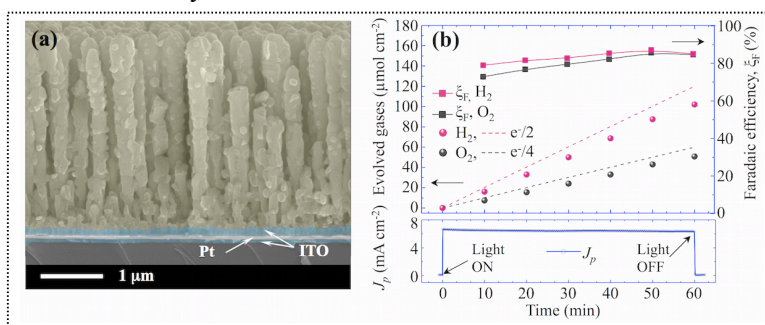 (a)
Pt
ITO
1 μm
(b)
Evolved gases (μmol cm⁻²)
180
160
140
120
100
80
60
40
20
0
ξF, H₂
ξF, O₂
H₂, --- e⁻/2
O₂, --- e⁻/4
100
80
60
40
20
0
Faradaic efficiency, ξF (%)
Jp (mA cm⁻²)
8
4
0
Light
ON
Jp
Light
OFF
0 10 20 30 40 50 60
Time (min)